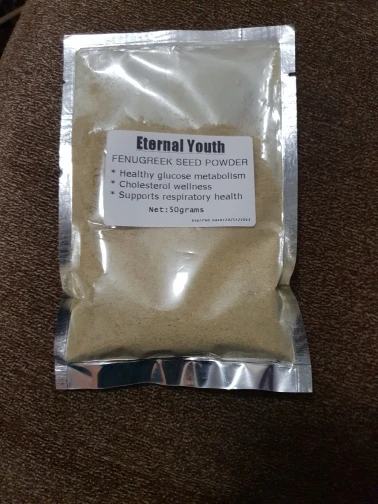 Eternal Youth
FENUGREEK SEED POWDER
* Healthy glucose metabolism
* Cholesterol wellness
* Supports respiratory health
Net:50grams